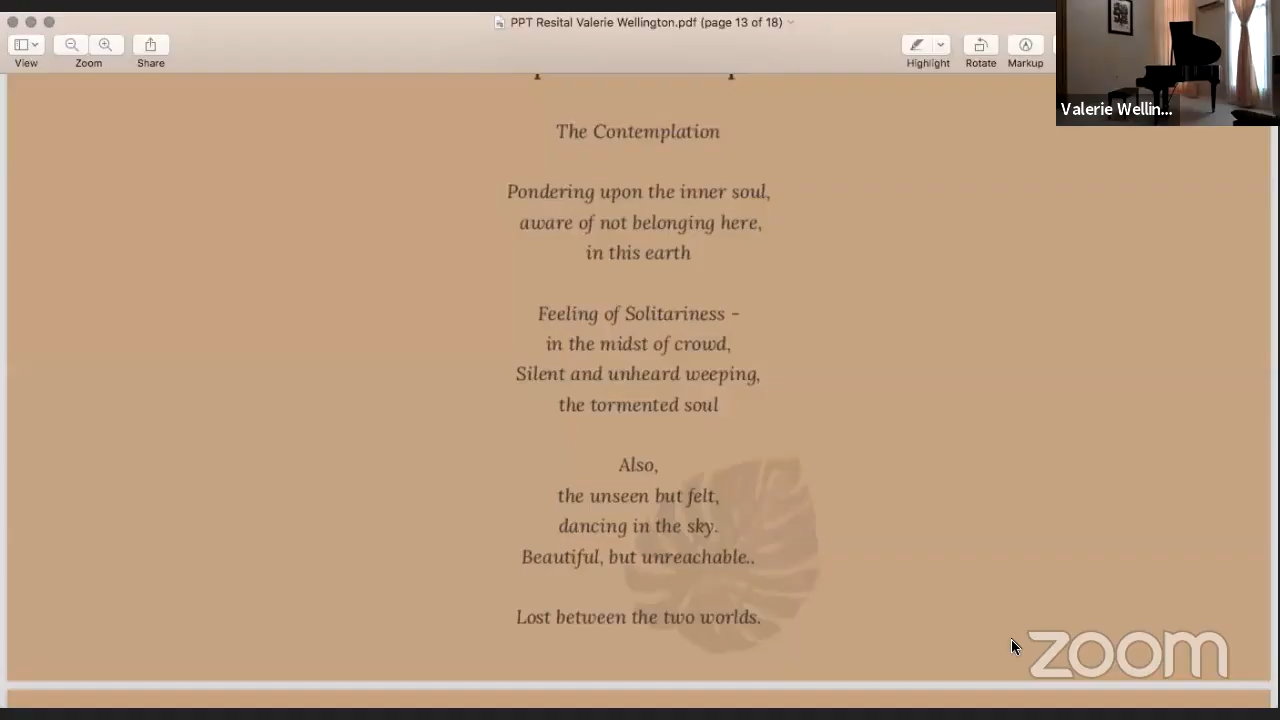 PPT Resital Valerie Wellington.pdf (page 13 of 18)
View
Zoom
Share
Highlight
Rotate
Markup
Valerie Wellin...
The Contemplation
Pondering upon the inner soul,
aware of not belonging here,
in this earth
Feeling of Solitariness -
in the midst of crowd,
Silent and unheard weeping,
the tormented soul
Also,
the unseen but felt,
dancing in the sky.
Beautiful, but unreachable..
Lost between the two worlds.
zoom